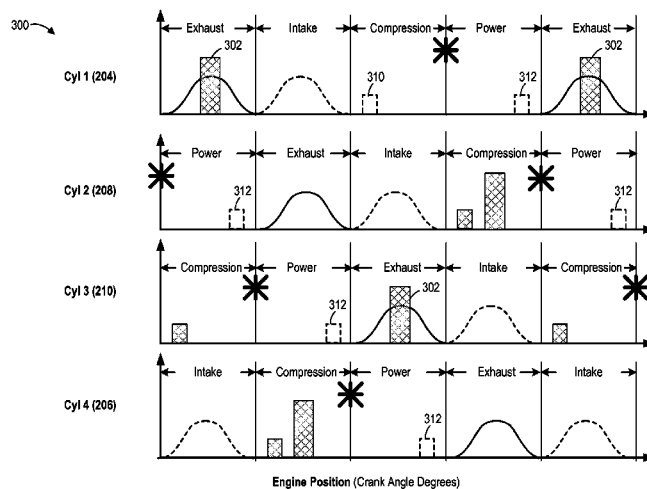 300
Exhaust Intake Compression Power Exhaust
302 302
Cyl 1 (204)
310 312
Power Exhaust Intake Compression Power
Cyl 2 (208)
312 312
Compression Power Exhaust Intake Compression
302
Cyl 3 (210)
312
Intake Compression Power Exhaust Intake
Cyl 4 (206)
312
Engine Position (Crank Angle Degrees)